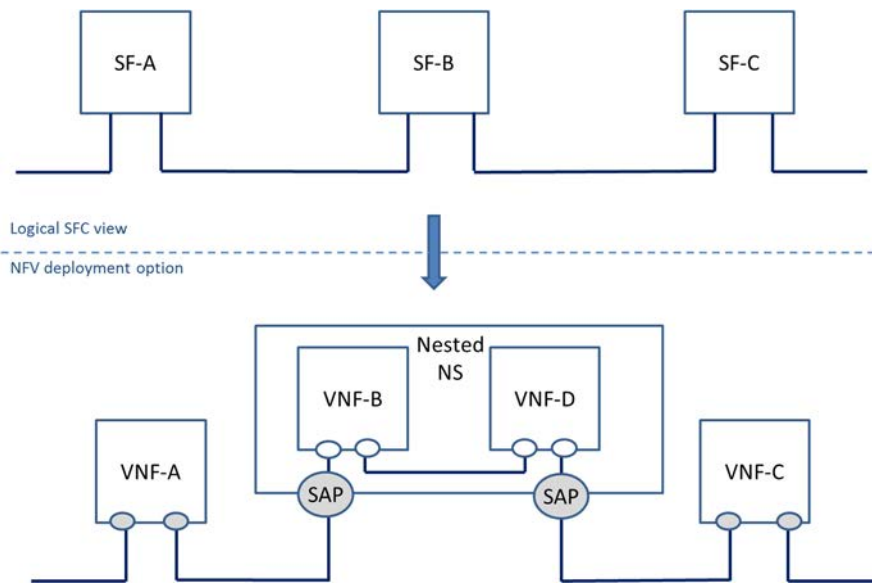 SF-A
SF-B
SF-C
Logical SFC view
NFV deployment option
Nested
NS
VNF-B
VNF-D
VNF-A
VNF-C
SAP
SAP